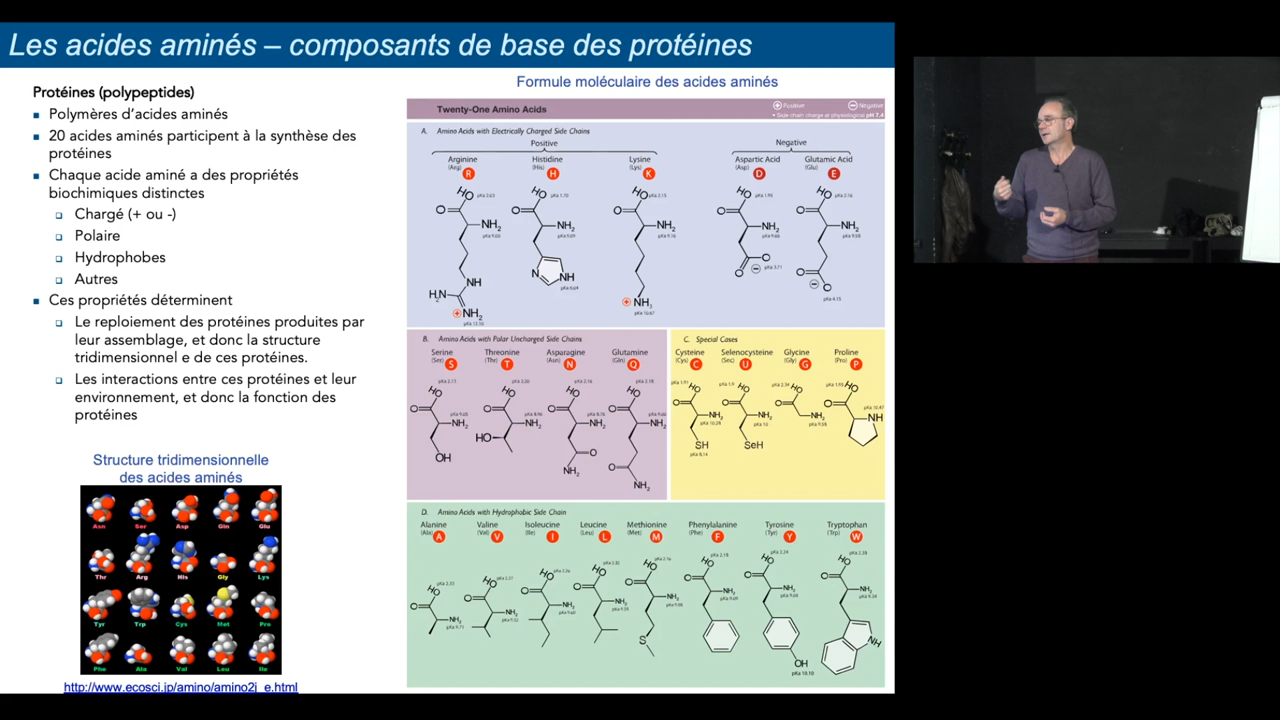 Les acides aminés – composants de base des protéines
Protéines (polypeptides)
Polymères d'acides aminés
20 acides aminés participent à la synthèse des
protéines
Chaque acide aminé a des propriétés
biochimiques distinctes
Chargé (+ ou -)
Polaire
Hydrophobes
Autres
Ces propriétés déterminent
Le reploiement des protéines produites par
leur assemblage, et donc la structure
tridimensionnel e de ces protéines.
Les interactions entre ces protéines et leur
environnement, et donc la fonction des
protéines
Structure tridimensionnelle
des acides aminés
Asn Ser Asp Gln Glu
Thr Arg His Gly Lys
Tyr Trp Cys Met Pro
Phe Ala Val Leu Ile
http://www.ecosci.jp/amino/amino2j_e.html
Formule moléculaire des acides aminés
Twenty-One Amino Acids
+ Positive - Negative
• Side chain charge at physiological pH 7.4
A. Amino Acids with Electrically Charged Side Chains
Positive Negative
Arginine Histidine Lysine Aspartic Acid Glutamic Acid
(Arg) (His) (Lys) (Asp) (Glu)
R H K D E
B. Amino Acids with Polar Uncharged Side Chains
Serine Threonine Asparagine Glutamine
(Ser) (Thr) (Asn) (Gln)
S T N Q
C. Special Cases
Cysteine Selenocysteine Glycine Proline
(Cys) (Sec) (Gly) (Pro)
C U G P
D. Amino Acids with Hydrophobic Side Chain
Alanine Valine Isoleucine Leucine Methionine Phenylalanine Tyrosine Tryptophan
(Ala) (Val) (Ile) (Leu) (Met) (Phe) (Tyr) (Trp)
A V I L M F Y W